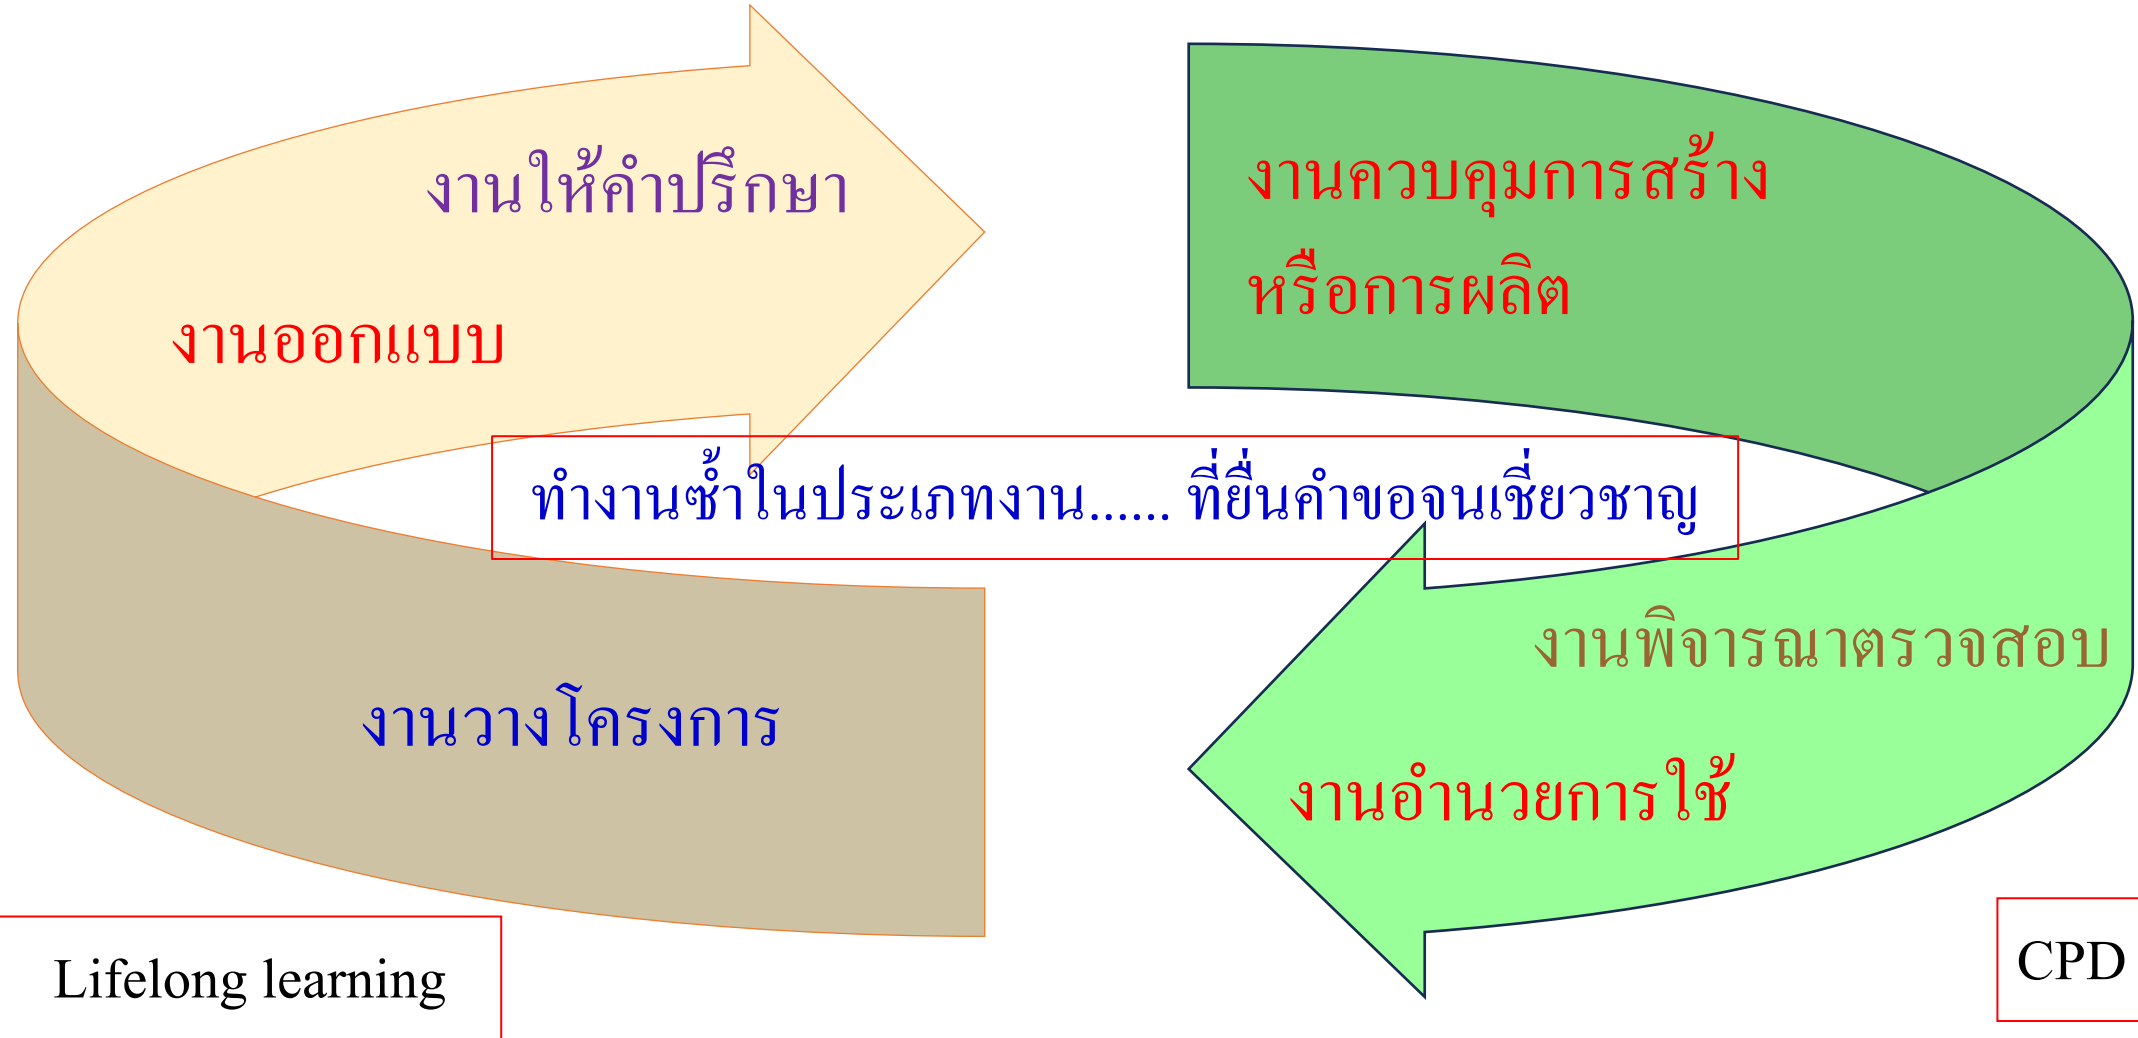 งานให้คำปรึกษา
งานออกแบบ
งานควบคุมการสร้าง
หรือการผลิต
ทำงานซ้ำในประเภทงาน...... ที่ยื่นคำขอจนเชี่ยวชาญ
งานพิจารณาตรวจสอบ
งานวางโครงการ
งานอำนวยการใช้
Lifelong learning
CPD